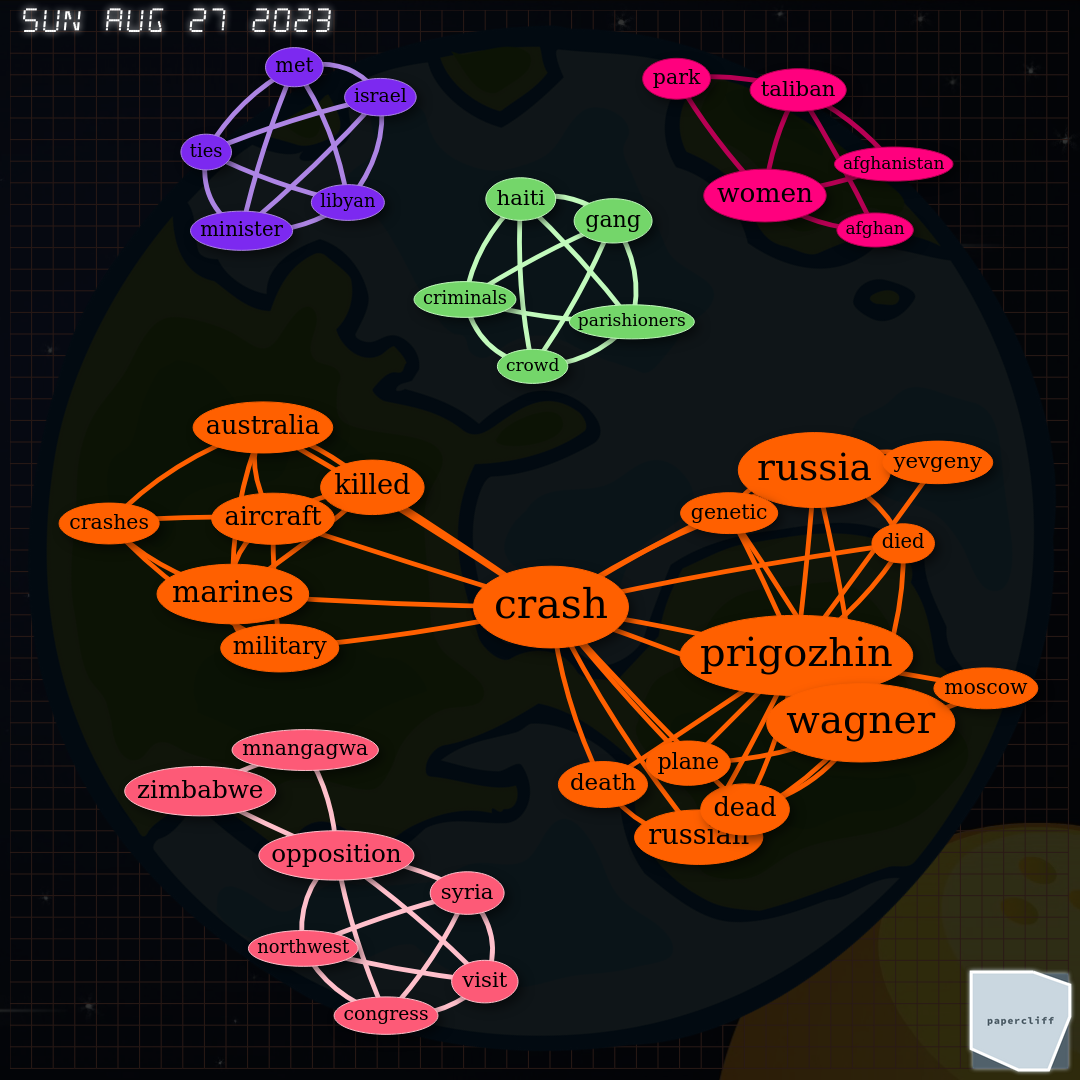 SUN AUG 27 2023
met
israel
ties
libyan
minister
park
taliban
afghanistan
women
afghan
haiti
gang
criminals
parishioners
crowd
australia
killed
crashes
aircraft
marines
military
crash
russia
yevgeny
genetic
died
prigozhin
moscow
wagner
plane
death
dead
russian
mnangagwa
zimbabwe
opposition
syria
northwest
visit
congress
papercliff